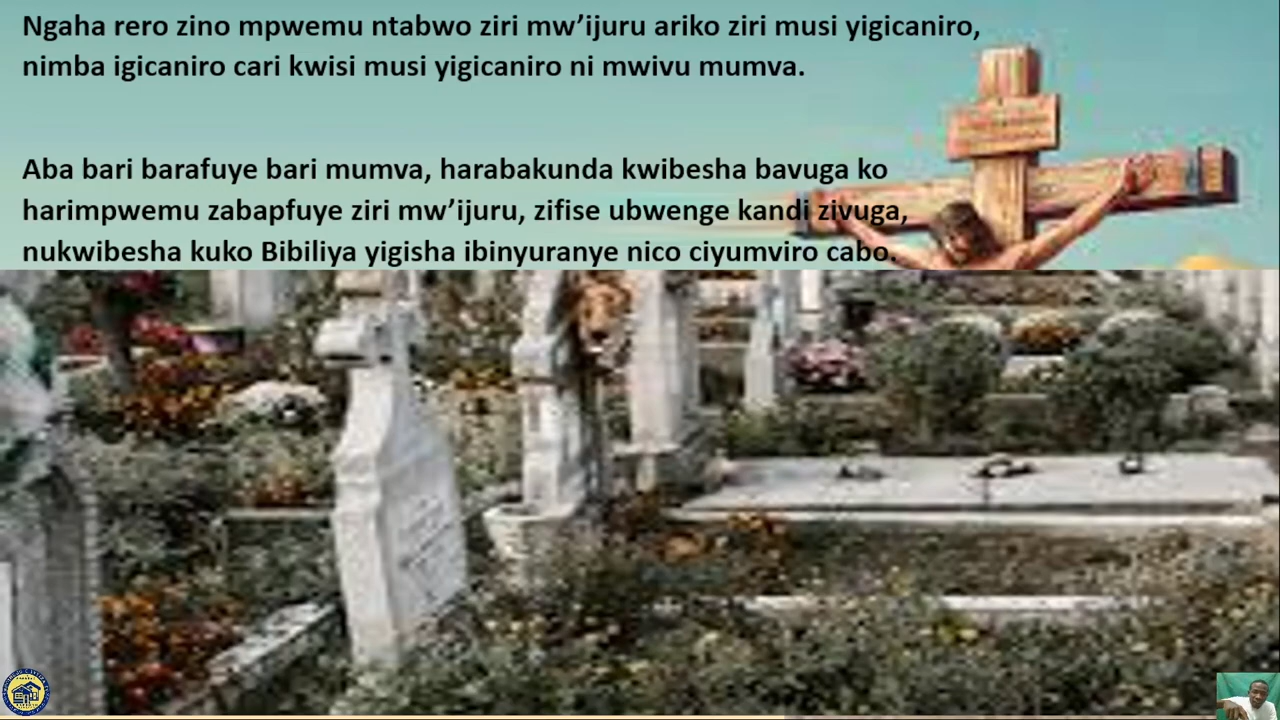 Ngaha rero zino mpwemu ntabwo ziri mw’ijuru ariko ziri musi yigicaniro,
nimba igicaniro cari kwisi musi yigicaniro ni mwivu mumva.
Aba bari barafuye bari mumva, harabakunda kwibesha bavuga ko
harimpwemu zabapfuye ziri mw’ijuru, zifise ubwenge kandi zivuga,
nukwibesha kuko Bibiliya yigisha ibinyuranye nico ciyumviro cabo.